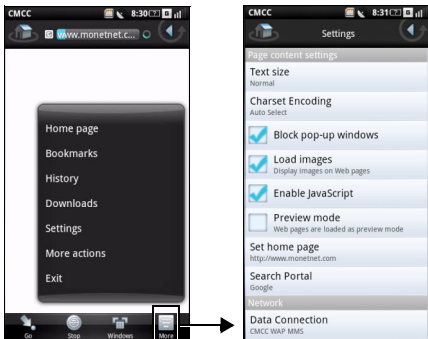 CMCC 8:30
www.monetnet.c...
Home page
Bookmarks
History
Downloads
Settings
More actions
Exit
Go Stop Windows More
CMCC 8:31
Settings
Page content settings
Text size
Normal
Charset Encoding
Auto Select
Block pop-up windows
Load images
Display Images on Web pages
Enable JavaScript
Preview mode
Web pages are loaded as preview mode
Set home page
http://www.monetnet.com
Search Portal
Google
Network
Data Connection
CMCC WAP MMS